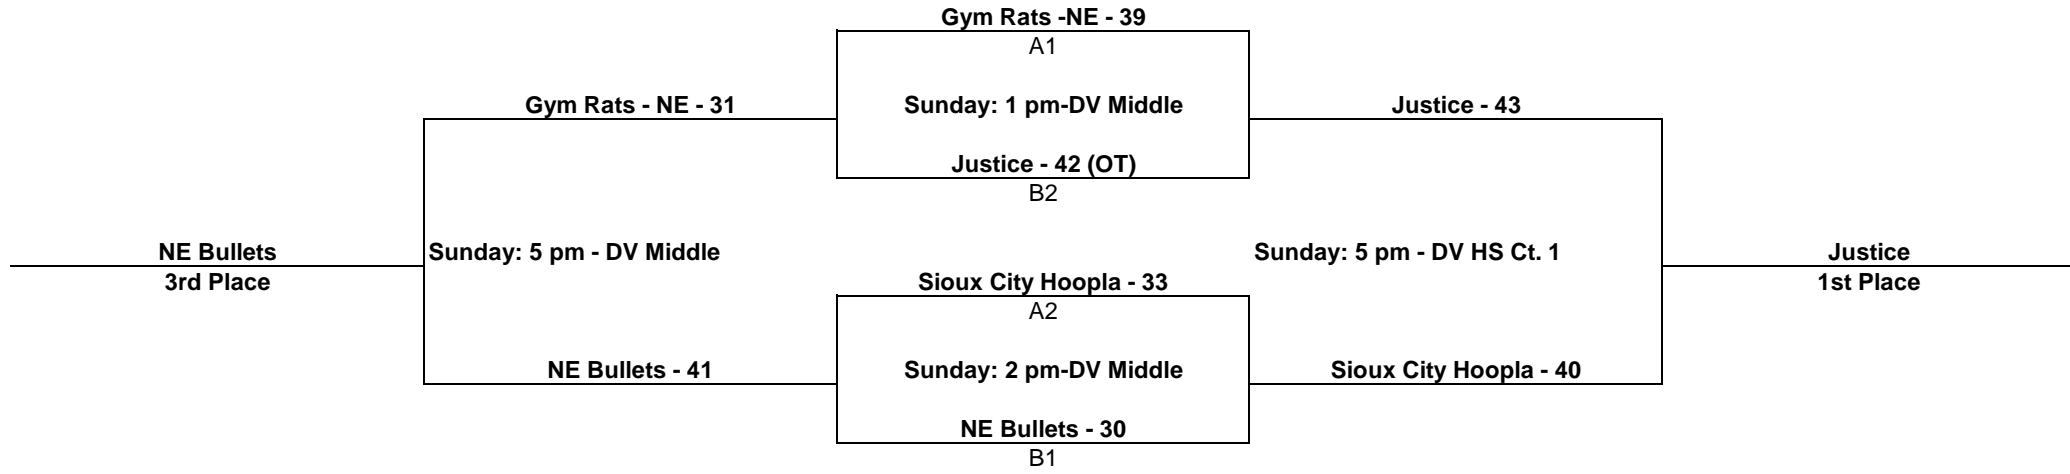 Gym Rats -NE - 39
A1
Gym Rats - NE - 31
Sunday: 1 pm-DV Middle
Justice - 43
Justice - 42 (OT)
B2
NE Bullets
Sunday: 5 pm - DV Middle
Sunday: 5 pm - DV HS Ct. 1
Justice
3rd Place
Sioux City Hoopla - 33
1st Place
A2
NE Bullets - 41
Sunday: 2 pm-DV Middle
Sioux City Hoopla - 40
NE Bullets - 30
B1